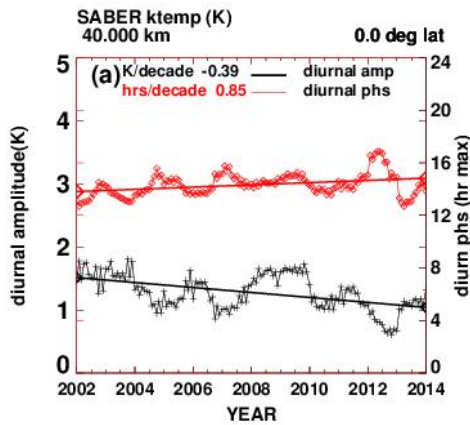 SABER ktemp (K)
40.000 km 0.0 deg lat
(a) K/decade -0.39 diurnal amp
hrs/decade 0.85 diurnal phs
diurnal amplitude(K)
5
4
3
2
1
0
diurn phs (hr max)
24
20
16
12
8
4
0
2002 2004 2006 2008 2010 2012 2014
YEAR